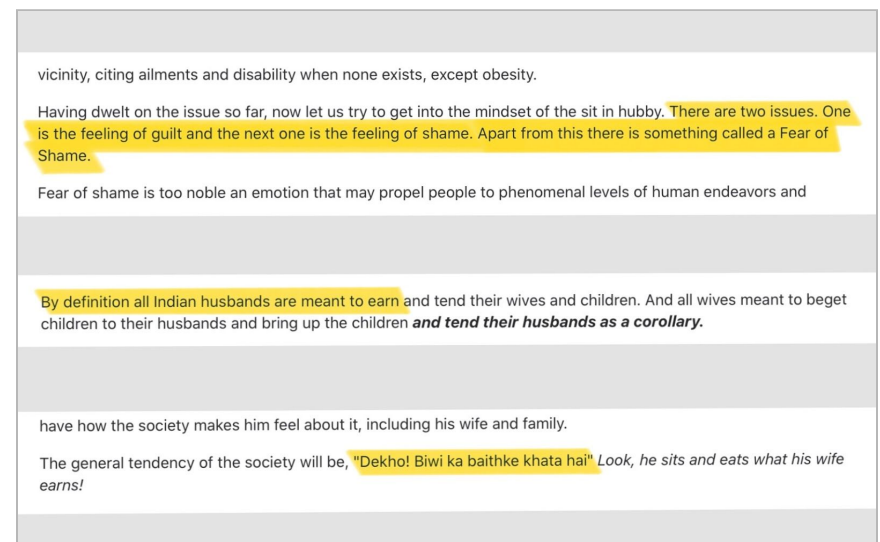 vicinity, citing ailments and disability when none exists, except obesity.
Having dwelt on the issue so far, now let us try to get into the mindset of the sit in hubby. There are two issues. One
is the feeling of guilt and the next one is the feeling of shame. Apart from this there is something called a Fear of
Shame.
Fear of shame is too noble an emotion that may propel people to phenomenal levels of human endeavors and
By definition all Indian husbands are meant to earn and tend their wives and children. And all wives meant to beget
children to their husbands and bring up the children and tend their husbands as a corollary.
have how the society makes him feel about it, including his wife and family.
The general tendency of the society will be, "Dekho! Biwi ka baithke khata hai" Look, he sits and eats what his wife
earns!